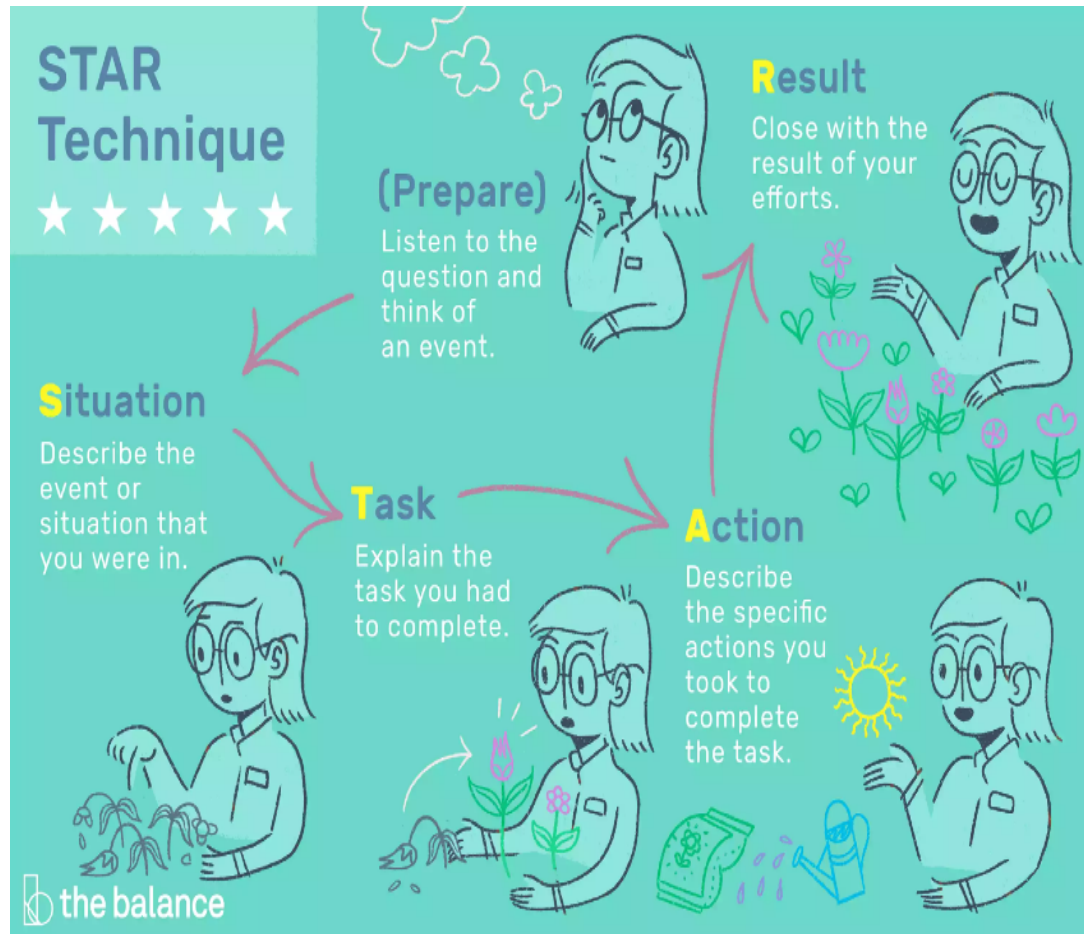 STAR
Technique
(Prepare)
Listen to the
question and
think of
an event.
Situation
Describe the
event or
situation that
you were in.
Task
Explain the
task you had
to complete.
Action
Describe
the specific
actions you
took to
complete
the task.
Result
Close with the
result of your
efforts.
b the balance